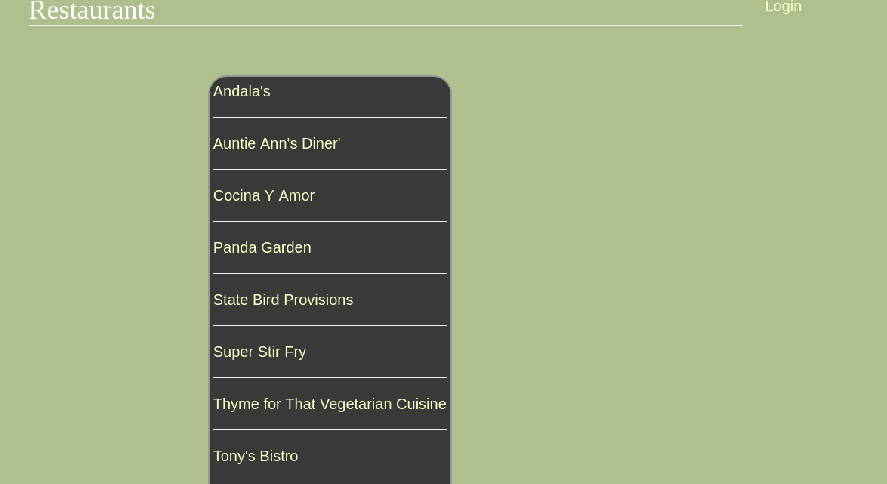 Restaurants
Login
Andala's
Auntie Ann's Diner'
Cocina Y Amor
Panda Garden
State Bird Provisions
Super Stir Fry
Thyme for That Vegetarian Cuisine
Tony's Bistro